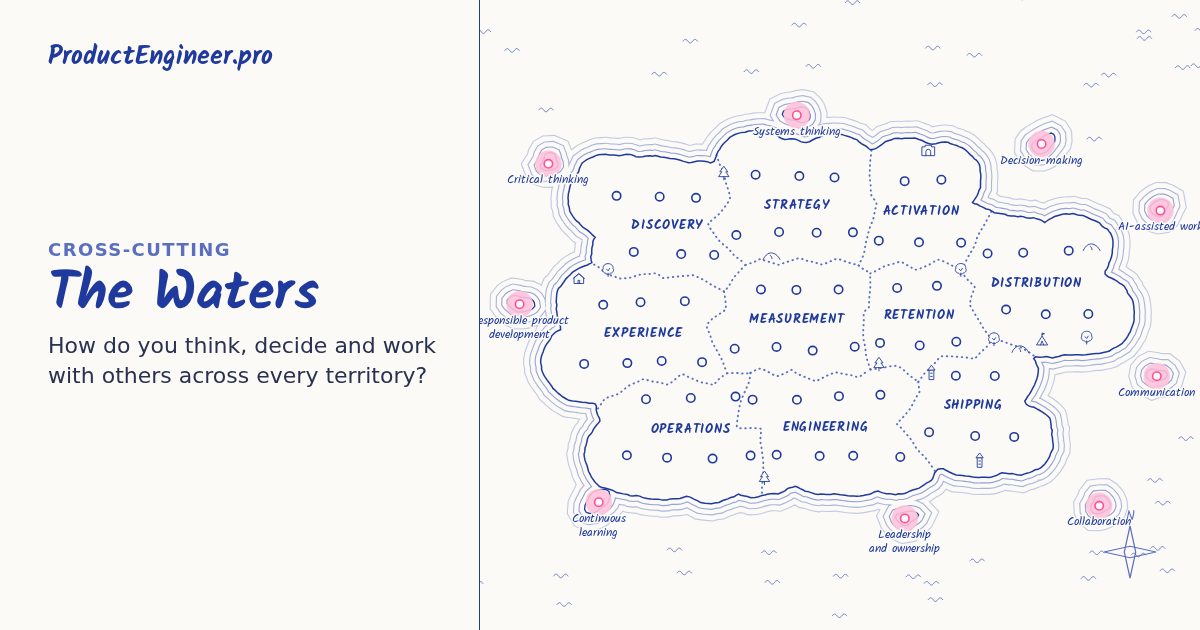 ProductEngineer.pro
CROSS-CUTTING
The Waters
How do you think, decide and work
with others across every territory?
Systems thinking
Critical thinking
Decision-making
AI-assisted work
DISCOVERY
STRATEGY
ACTIVATION
DISTRIBUTION
esponsible product
development
EXPERIENCE
MEASUREMENT
RETENTION
Communication
OPERATIONS
ENGINEERING
SHIPPING
Continuous
learning
Leadership
and ownership
Collaboration
N